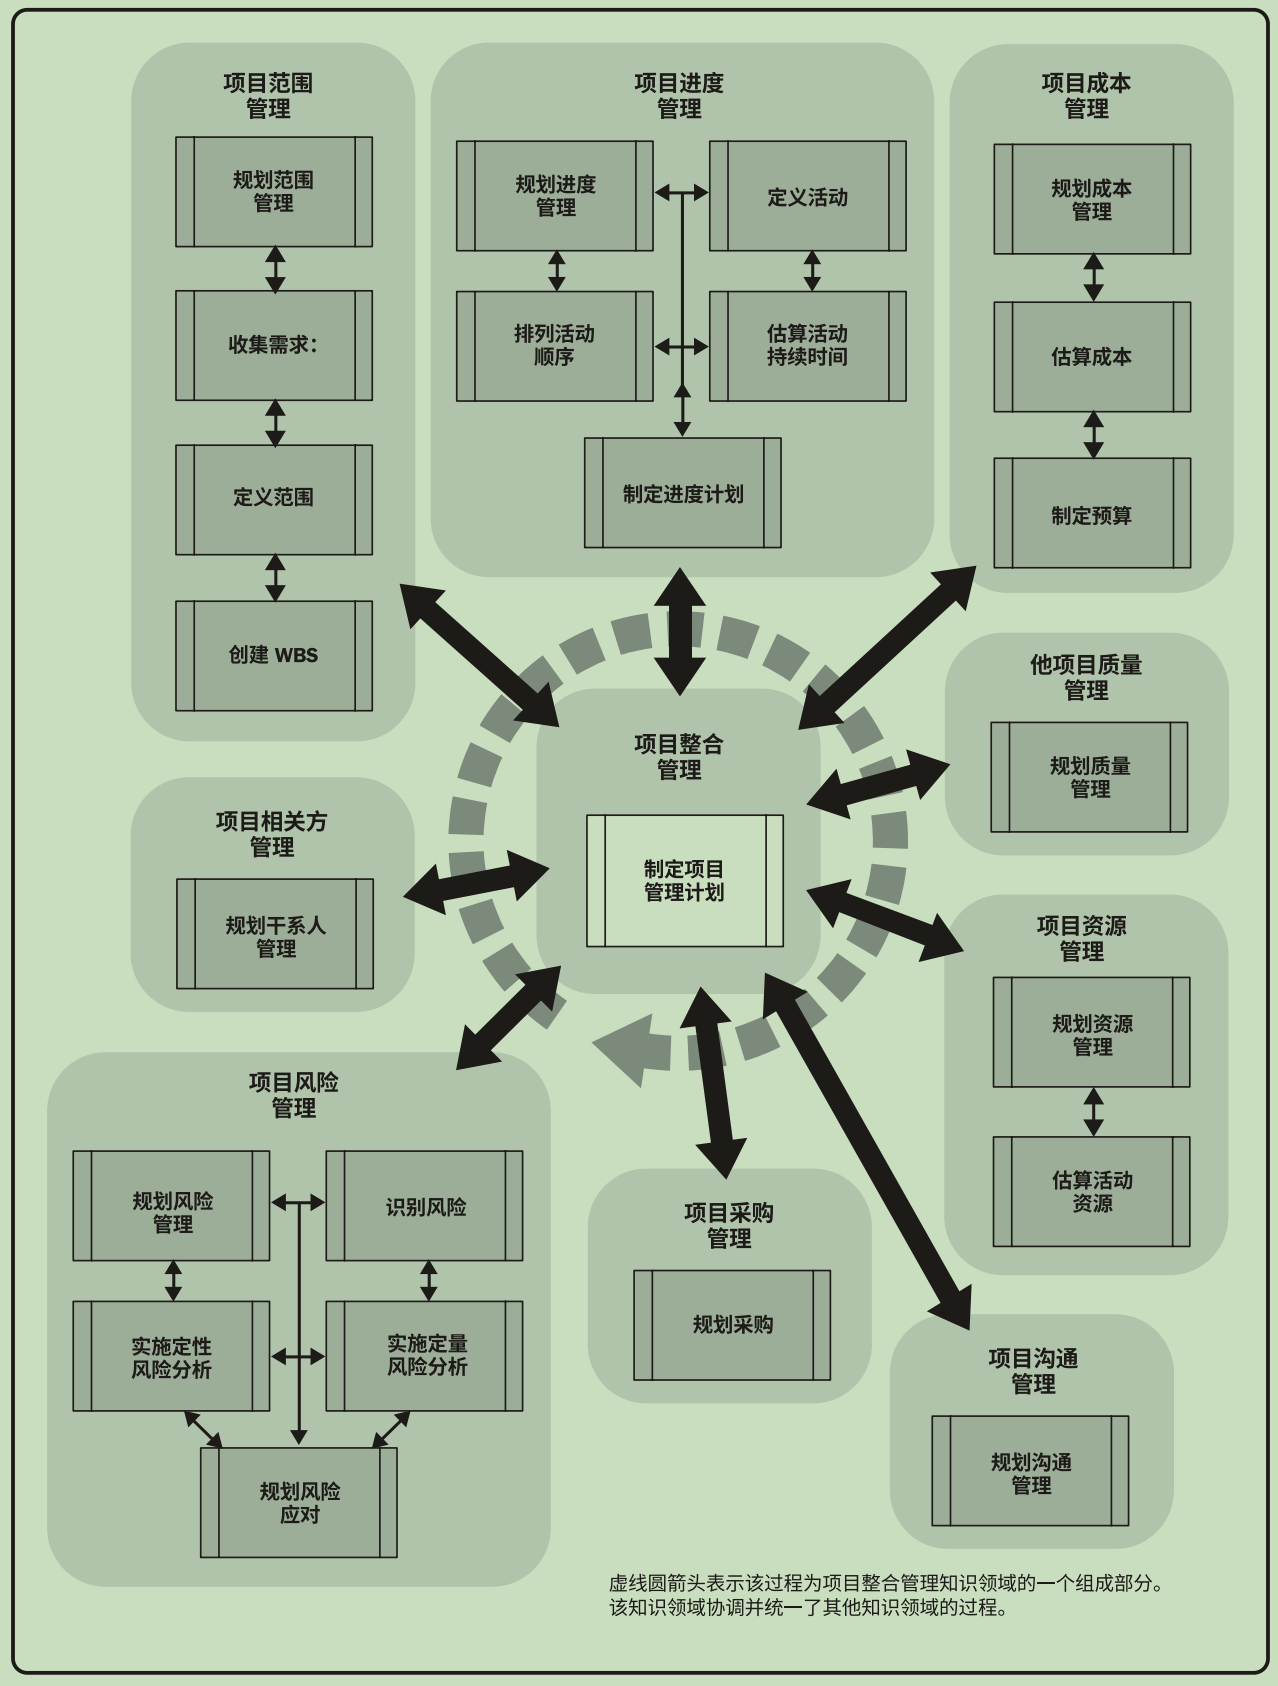 项目范围
管理
规划范围
管理
收集需求：
定义范围
创建 WBS
项目进度
管理
规划进度
管理
定义活动
排列活动
顺序
估算活动
持续时间
制定进度计划
项目成本
管理
规划成本
管理
估算成本
制定预算
他项目质量
管理
规划质量
管理
项目整合
管理
制定项目
管理计划
项目相关方
管理
规划干系人
管理
项目资源
管理
规划资源
管理
估算活动
资源
项目风险
管理
规划风险
管理
识别风险
实施定性
风险分析
实施定量
风险分析
规划风险
应对
项目采购
管理
规划采购
项目沟通
管理
规划沟通
管理
虚线圆箭头表示该过程为项目整合管理知识领域的一个组成部分。
该知识领域协调并统一了其他知识领域的过程。